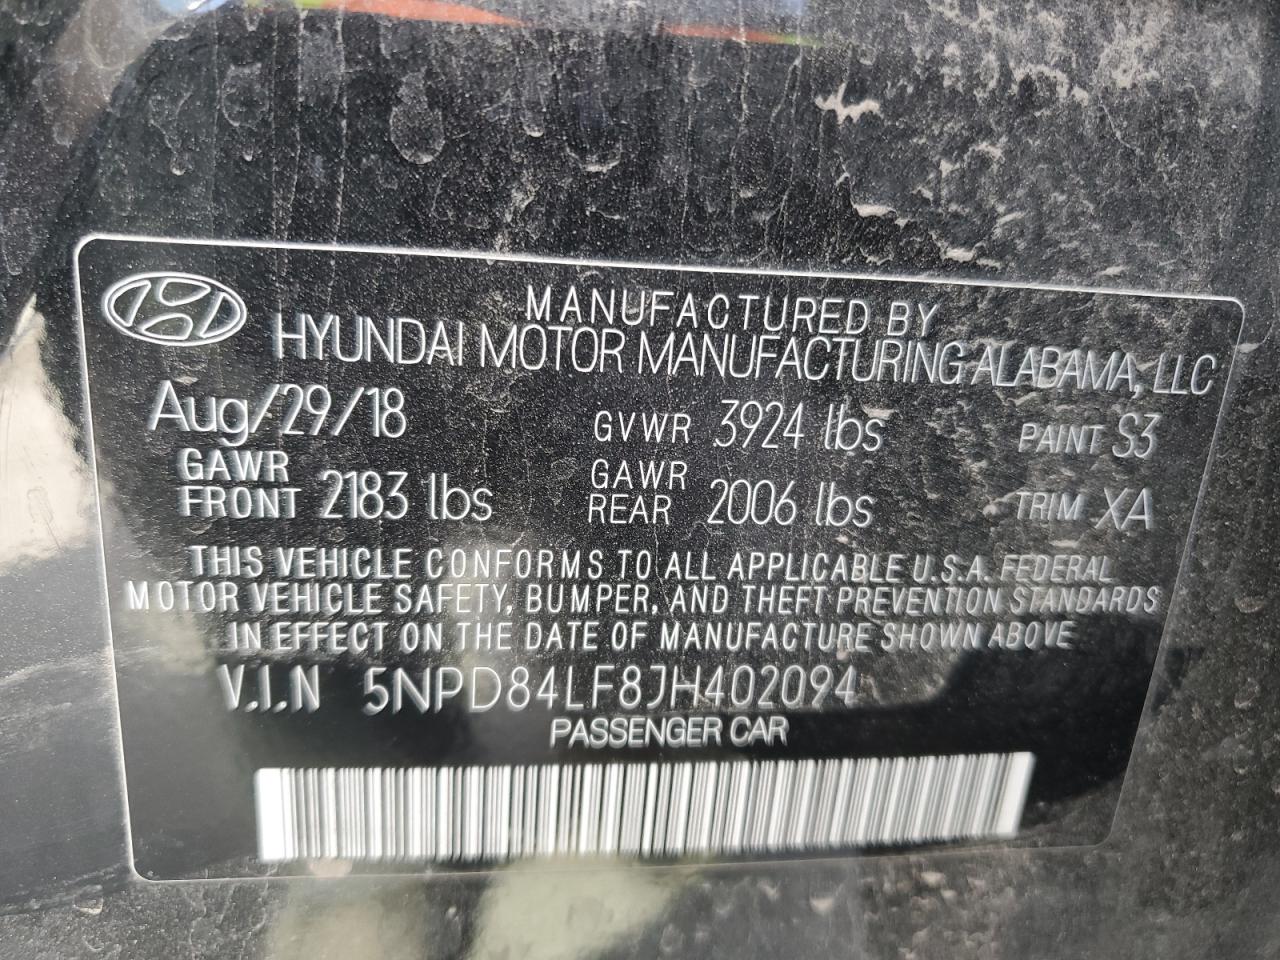 MANUFACTURED BY
HYUNDAI MOTOR MANUFACTURING ALABAMA, LLC
Aug/29/18 GVWR 3924 lbs PAINT S3
GAWR FRONT 2183 lbs GAWR REAR 2006 lbs TRIM XA
THIS VEHICLE CONFORMS TO ALL APPLICABLE U.S.A. FEDERAL
MOTOR VEHICLE SAFETY, BUMPER, AND THEFT PREVENTION STANDARDS
IN EFFECT ON THE DATE OF MANUFACTURE SHOWN ABOVE
V.I.N 5NPD84LF8JH402094
PASSENGER CAR